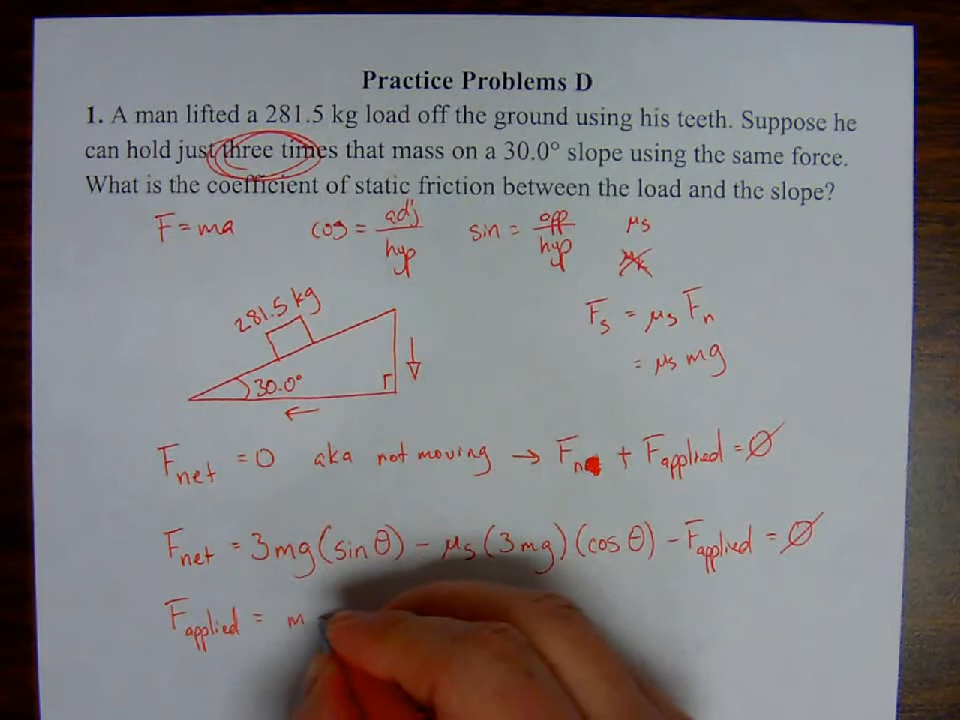 Practice Problems D
1. A man lifted a 281.5 kg load off the ground using his teeth. Suppose he
can hold just three times that mass on a 30.0° slope using the same force.
What is the coefficient of static friction between the load and the slope?
F = ma cos = adj/hyp sin = opp/hyp μs
μk
281.5 kg
Fs = μs Fn
= μs mg
30.0°
Fnet = 0 aka not moving → Fn + Fapplied = ∅
Fnet = 3mg(sin θ) − μs(3mg)(cos θ) − Fapplied = ∅
Fapplied = m